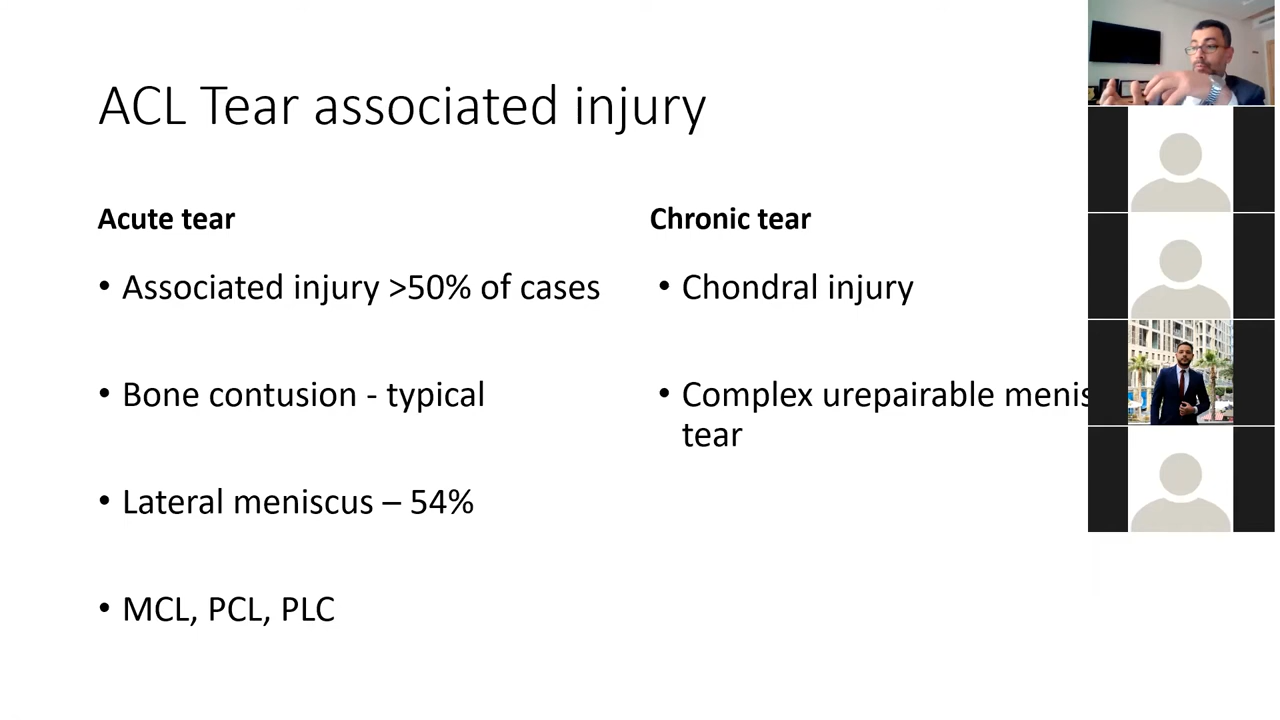 ACL Tear associated injury
Acute tear
• Associated injury >50% of cases
• Bone contusion - typical
• Lateral meniscus – 54%
• MCL, PCL, PLC
Chronic tear
• Chondral injury
• Complex urepairable menis
tear